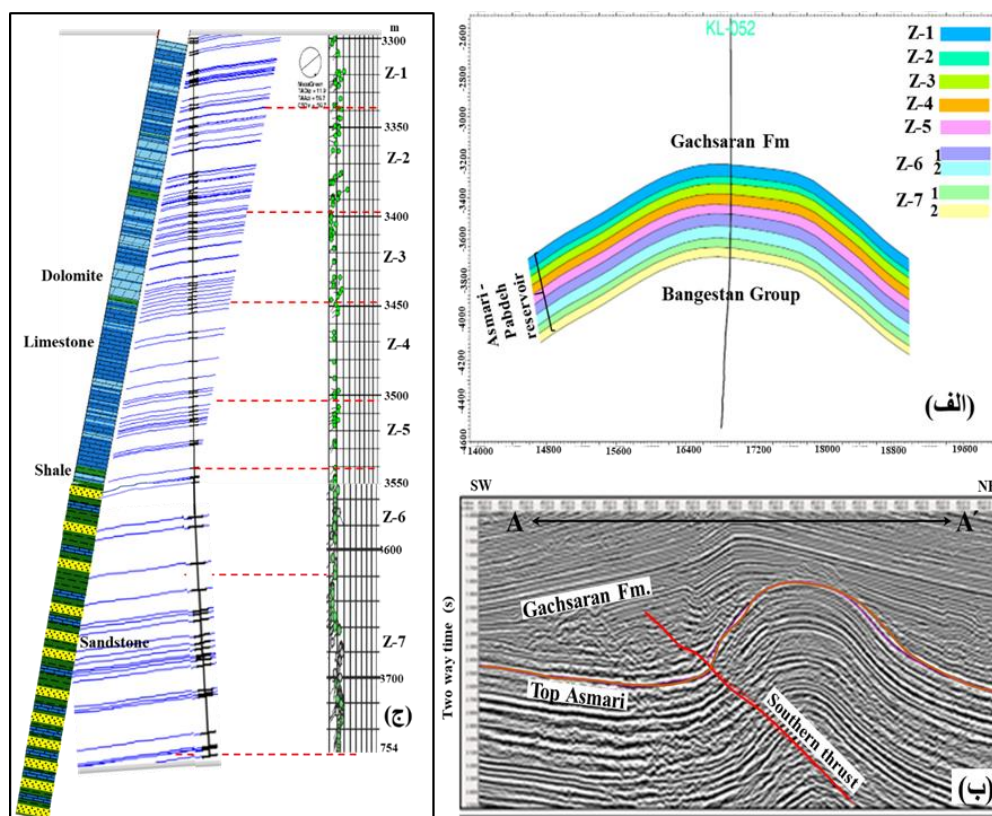 m
3300
Z-1
3350
Z-2
3400
Z-3
3450
Z-4
3500
Z-5
3550
Z-6
3600
Z-7
3700
754
Dolomite
Limestone
Shale
Sandstone
(ج)
KL-052
-2600
-2800
-3000
-3200
-3400
-3600
-3800
-4000
-4200
-4400
-4600
Z-1
Z-2
Z-3
Z-4
Z-5
Z-6 1
2
Z-7 1
2
Gachsaran Fm
Bangestan Group
Asmari-
Pabdeh
reservoir
(الف)
14000 14800 15200 16000 16800 17200 18000 18800 19600
SW
A
A´
Two way time (s)
Gachsaran Fm.
Top Asmari
Southern thrust
(ب)